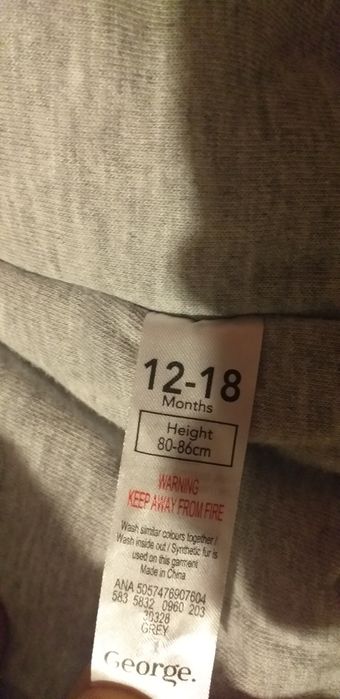 12-18
Months
Height
80-86cm
WARNING
KEEP AWAY FROM FIRE
Wash similar colours together /
Wash inside out / Synthetic fur is
used on this garment
Made in China
ANA 5057476907604
583 5832 0960 203
30328
GREY
George.